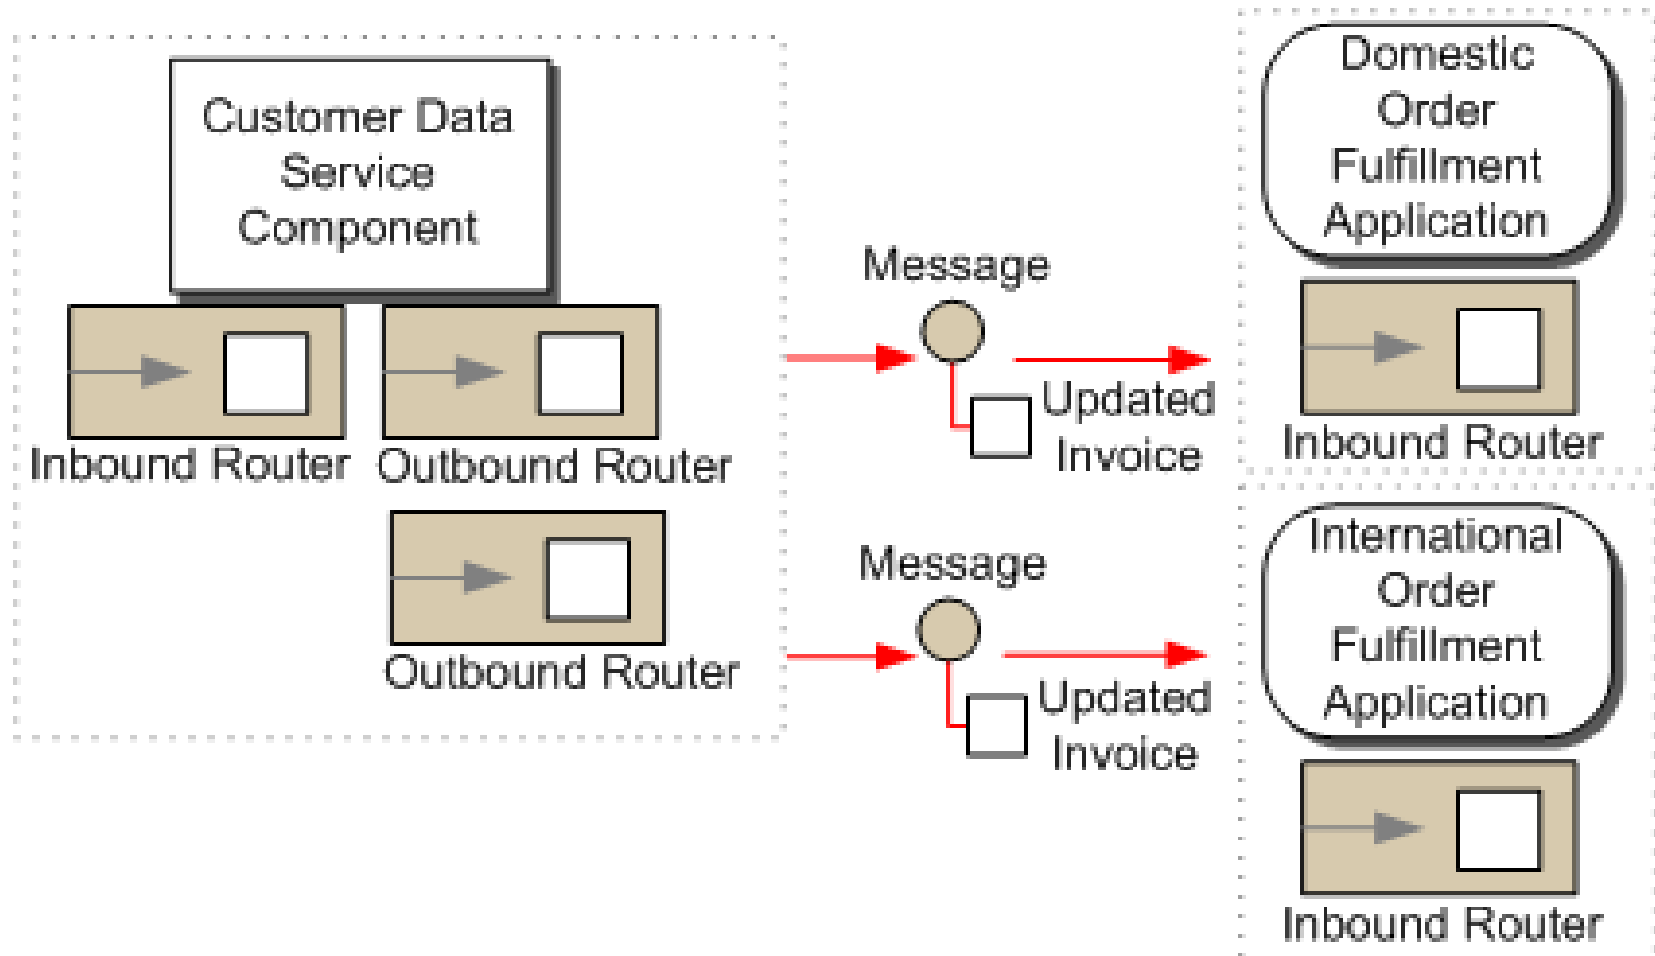 Customer Data
Service
Component
Inbound Router
Outbound Router
Outbound Router
Message
Updated
Invoice
Message
Updated
Invoice
Domestic
Order
Fulfillment
Application
Inbound Router
International
Order
Fulfillment
Application
Inbound Router